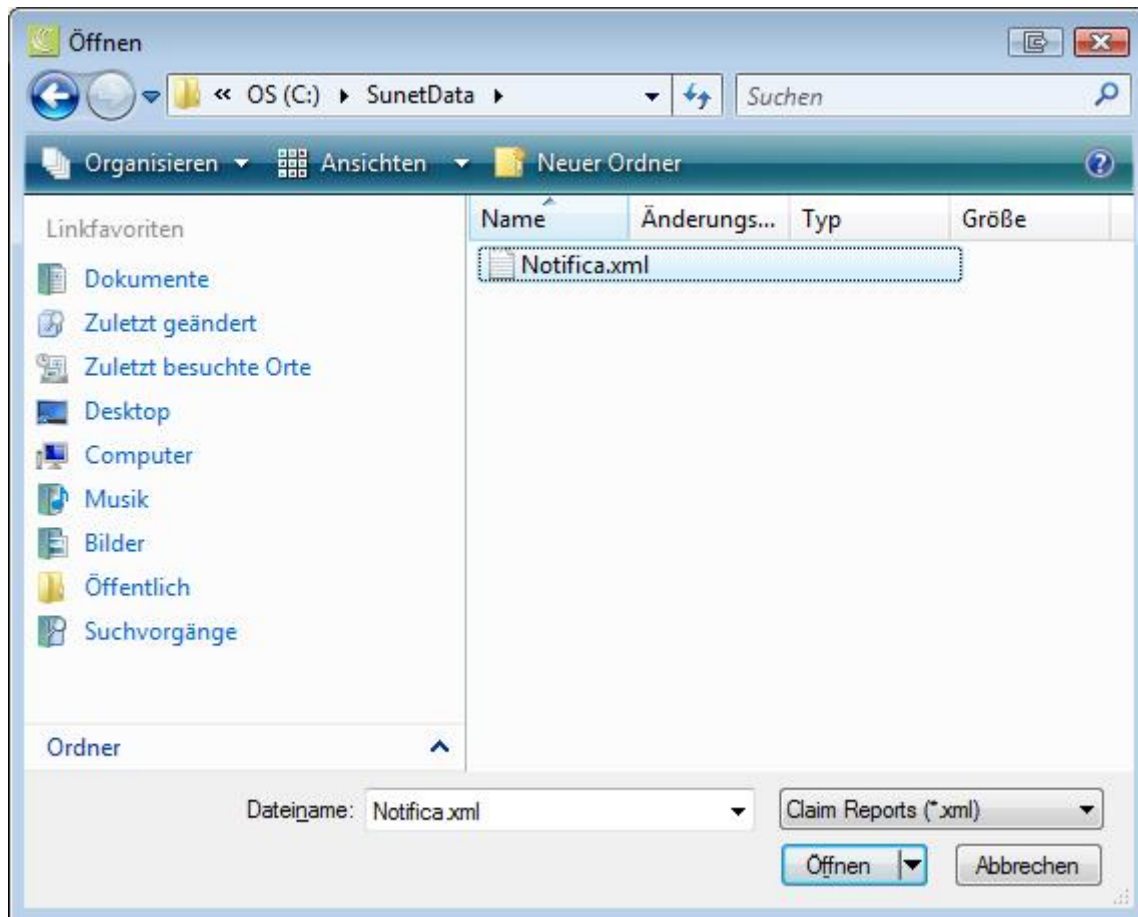 Öffnen
« OS (C:) SunetData
Suchen
Organisieren Ansichten Neuer Ordner
Linkfavoriten
Dokumente
Zuletzt geändert
Zuletzt besuchte Orte
Desktop
Computer
Musik
Bilder
Öffentlich
Suchvorgänge
Ordner
Name Änderungs... Typ Größe
Notifica.xml
Dateiname: Notifica.xml Claim Reports (*.xml)
Öffnen Abbrechen